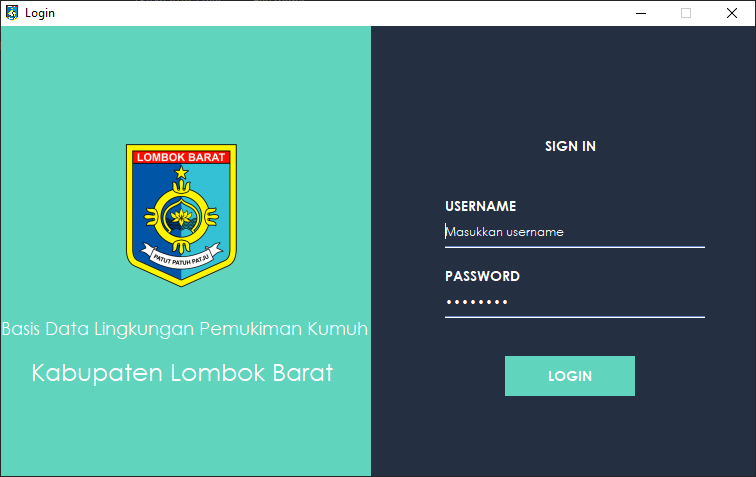 Login
LOMBOK BARAT
PATUT PATUH PATJU
Basis Data Lingkungan Pemukiman Kumuh
Kabupaten Lombok Barat
SIGN IN
USERNAME
Masukkan username
PASSWORD
••••••••
LOGIN